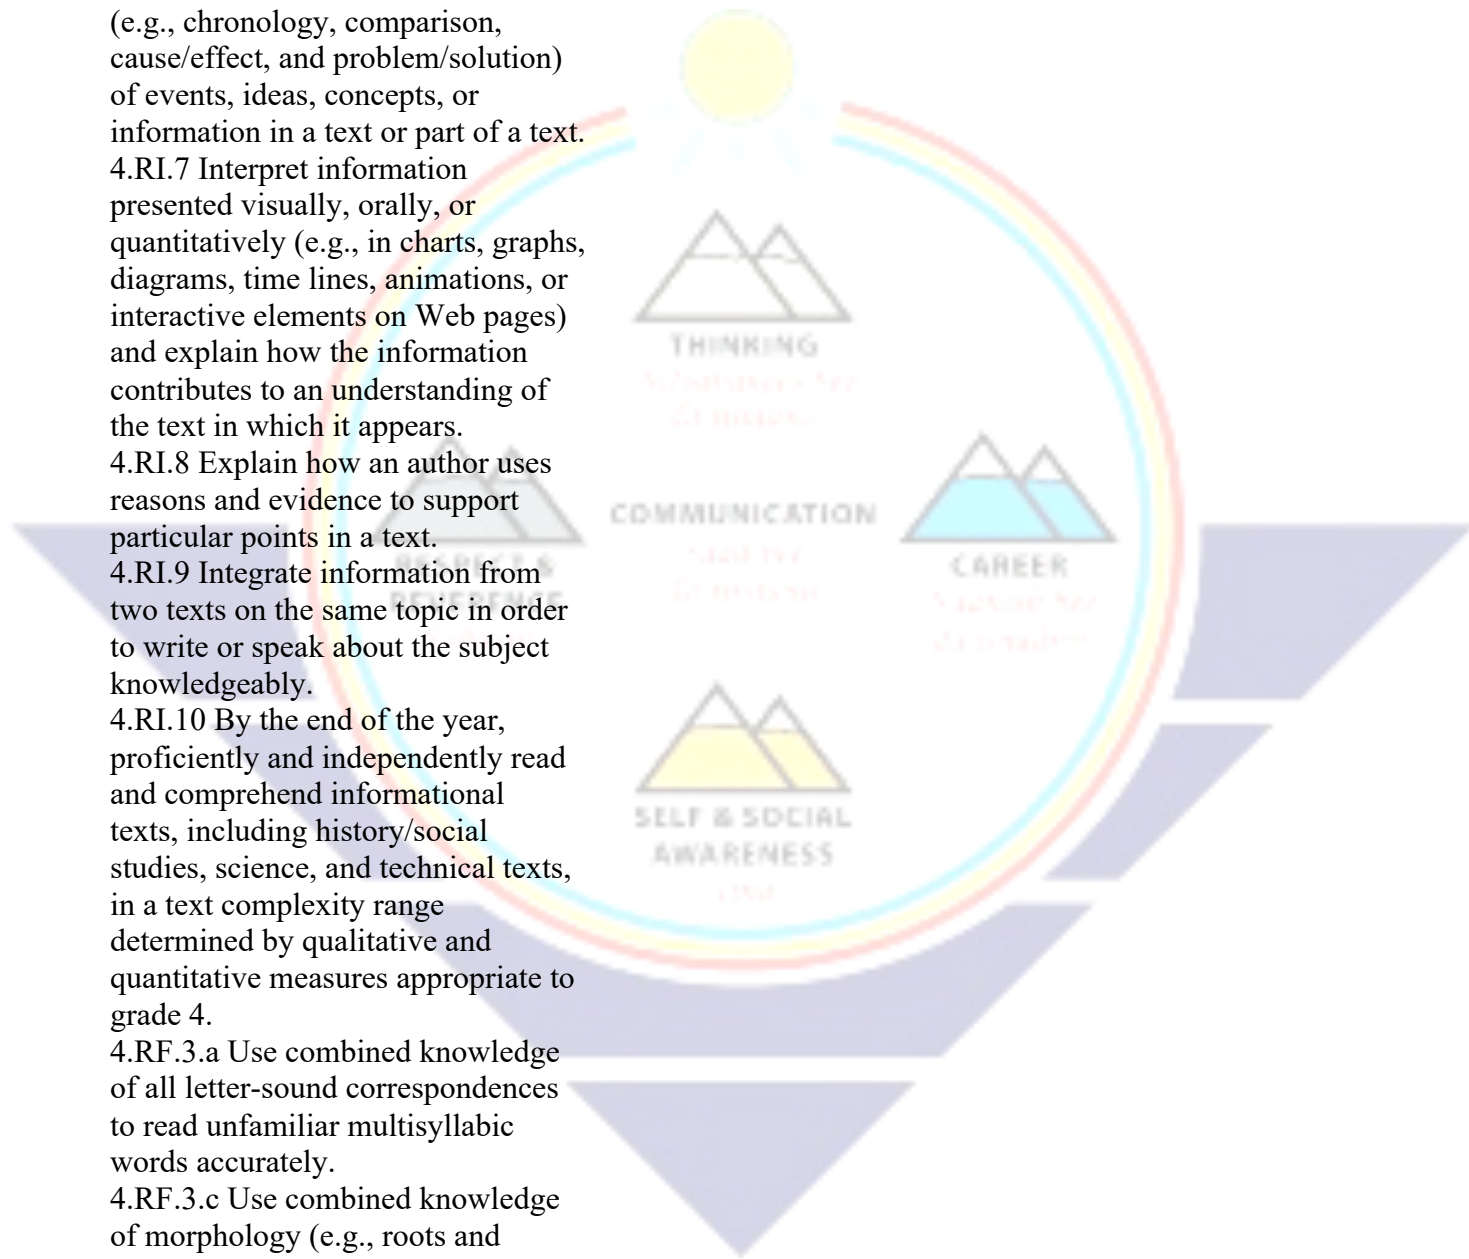 (e.g., chronology, comparison,
cause/effect, and problem/solution)
of events, ideas, concepts, or
information in a text or part of a text.
4.RI.7 Interpret information
presented visually, orally, or
quantitatively (e.g., in charts, graphs,
diagrams, time lines, animations, or
interactive elements on Web pages)
and explain how the information
contributes to an understanding of
the text in which it appears.
4.RI.8 Explain how an author uses
reasons and evidence to support
particular points in a text.
4.RI.9 Integrate information from
two texts on the same topic in order
to write or speak about the subject
knowledgeably.
4.RI.10 By the end of the year,
proficiently and independently read
and comprehend informational
texts, including history/social
studies, science, and technical texts,
in a text complexity range
determined by qualitative and
quantitative measures appropriate to
grade 4.
4.RF.3.a Use combined knowledge
of all letter-sound correspondences
to read unfamiliar multisyllabic
words accurately.
4.RF.3.c Use combined knowledge
of morphology (e.g., roots and
THINKING
RESPECT &
REVERENCE
COMMUNICATION
CAREER
SELF & SOCIAL
AWARENESS